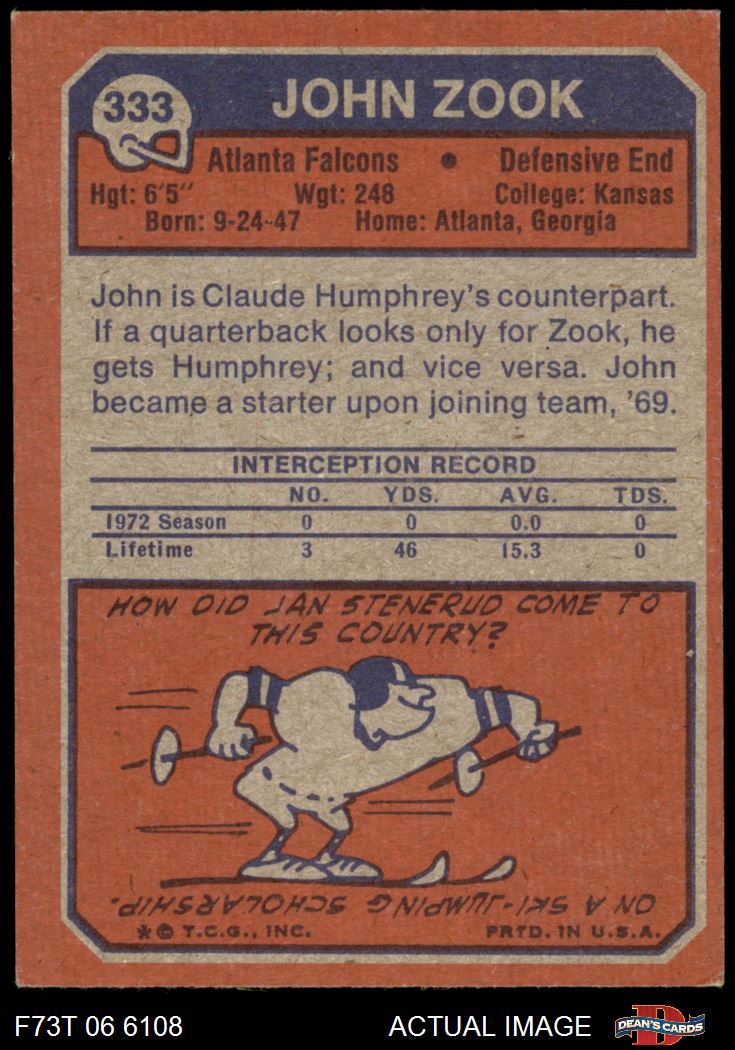 333
JOHN ZOOK
Atlanta Falcons • Defensive End
Hgt: 6'5" Wgt: 248 College: Kansas
Born: 9-24-47 Home: Atlanta, Georgia
John is Claude Humphrey's counterpart.
If a quarterback looks only for Zook, he
gets Humphrey; and vice versa. John
became a starter upon joining team, '69.
INTERCEPTION RECORD
NO. YDS. AVG. TDS.
1972 Season 0 0 0.0 0
Lifetime 3 46 15.3 0
HOW DID JAN STENERUD COME TO
THIS COUNTRY?
ON A SKI-JUMPING SCHOLARSHIP.
*© T.C.G., INC. PRTD. IN U.S.A.
F73T 06 6108 ACTUAL IMAGE DEAN'S CARDS